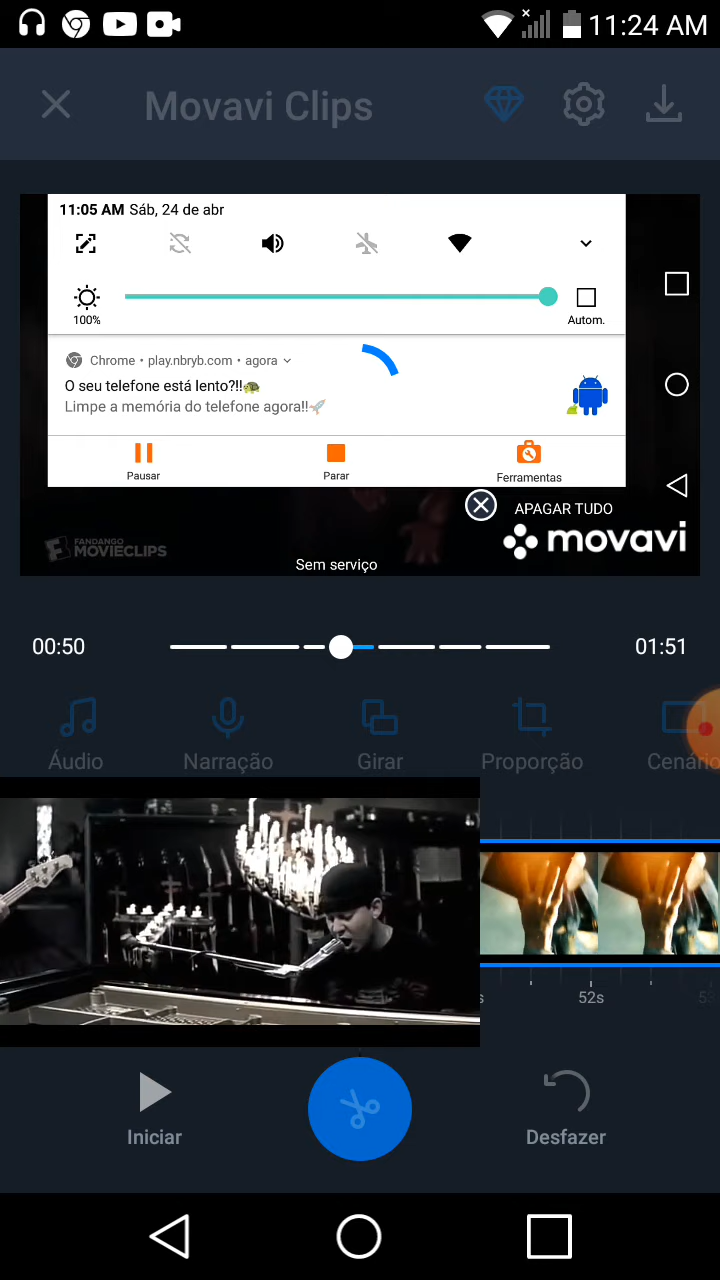 11:24 AM
Movavi Clips
11:05 AM Sáb, 24 de abr
100%
Autom.
Chrome • play.nbryb.com • agora
O seu telefone está lento?!!🐢
Limpe a memória do telefone agora!!🚀
Pausar
Parar
Ferramentas
APAGAR TUDO
FANDANGO
MOVIECLIPS
movavi
Sem serviço
00:50
01:51
Áudio
Narração
Girar
Proporção
Cenário
s
52s
53
Iniciar
Desfazer